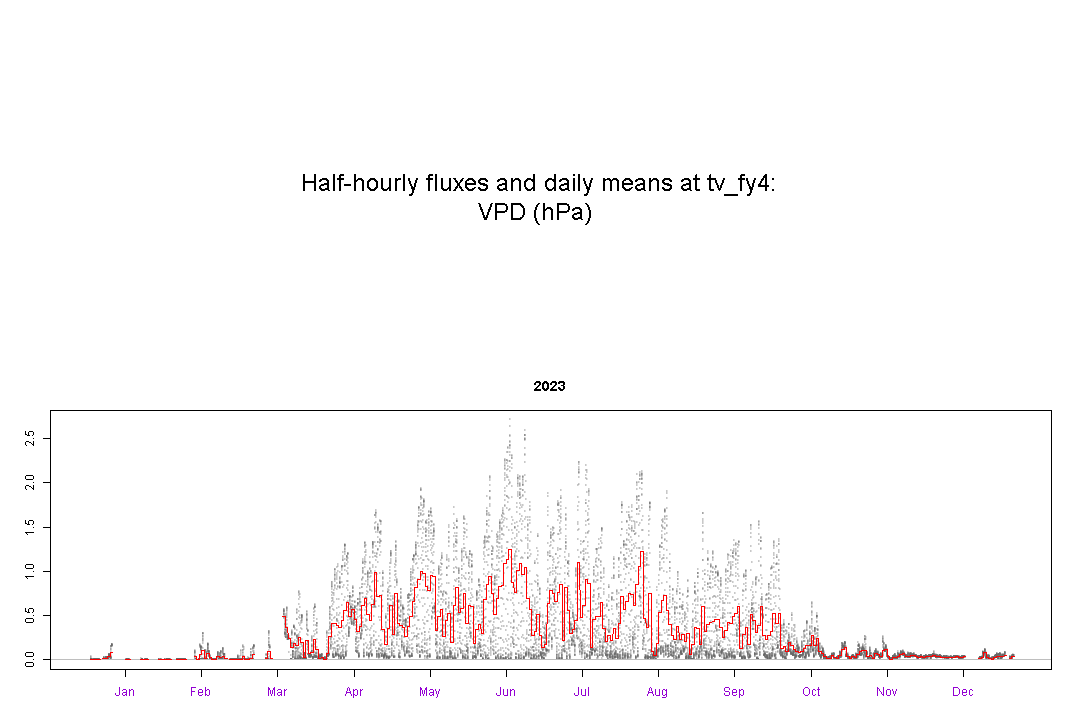 Half-hourly fluxes and daily means at tv_fy4:
VPD (hPa)
2023
2.5
2.0
1.5
1.0
0.5
0.0
Jan Feb Mar Apr May Jun Jul Aug Sep Oct Nov Dec